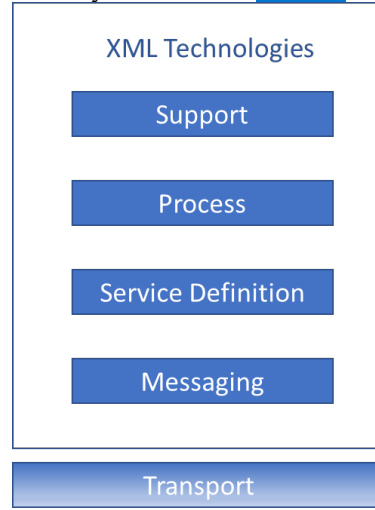 XML Technologies
Support
Process
Service Definition
Messaging
Transport